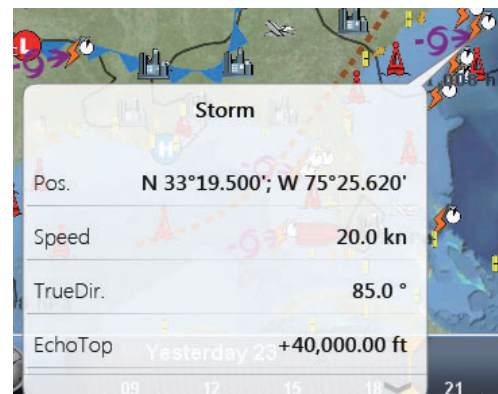 L
Storm
H
Pos. N 33°19.500'; W 75°25.620'
Speed 20.0 kn
TrueDir. 85.0 °
EchoTop +40,000.00 ft
Yesterday 23
09 12 15 18 21